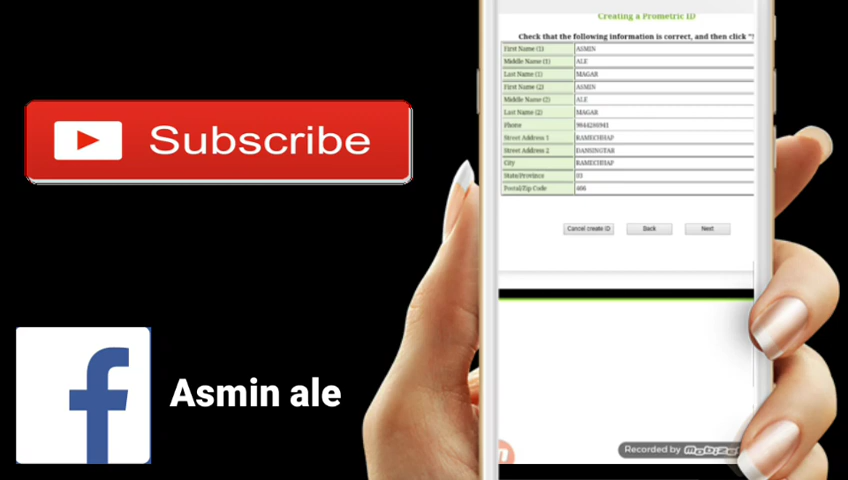 Creating a Prometric ID
Check that the following information is correct, and then click "
First Name (1) ASMIN
Middle Name (1) ALE
Last Name (1) MAGAR
First Name (2) ASMIN
Middle Name (2) ALE
Last Name (2) MAGAR
Phone
Street Address 1 RAMECHHAP
Street Address 2
City RAMECHHAP
State/Province 03
Postal/Zip Code
Cancel create ID Back Next
Subscribe
f
Asmin ale
Recorded by